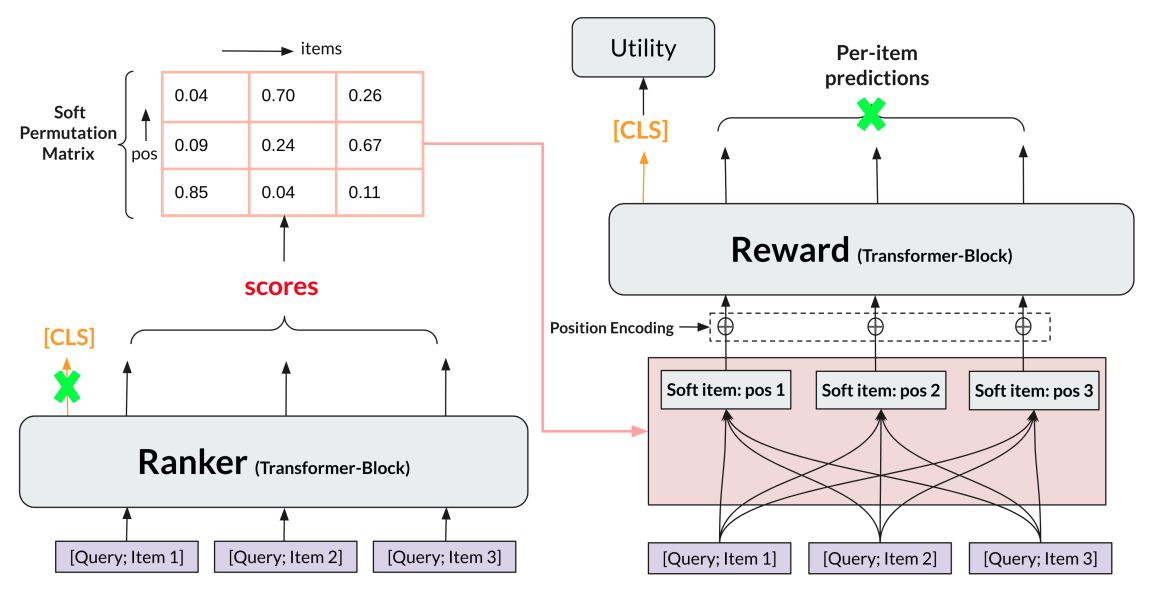 items
Soft
Permutation
Matrix
pos
0.04 0.70 0.26
0.09 0.24 0.67
0.85 0.04 0.11
scores
[CLS]
Ranker (Transformer-Block)
[Query; Item 1] [Query; Item 2] [Query; Item 3]
Utility
[CLS]
Per-item
predictions
Reward (Transformer-Block)
Position Encoding
Soft item: pos 1 Soft item: pos 2 Soft item: pos 3
[Query; Item 1] [Query; Item 2] [Query; Item 3]